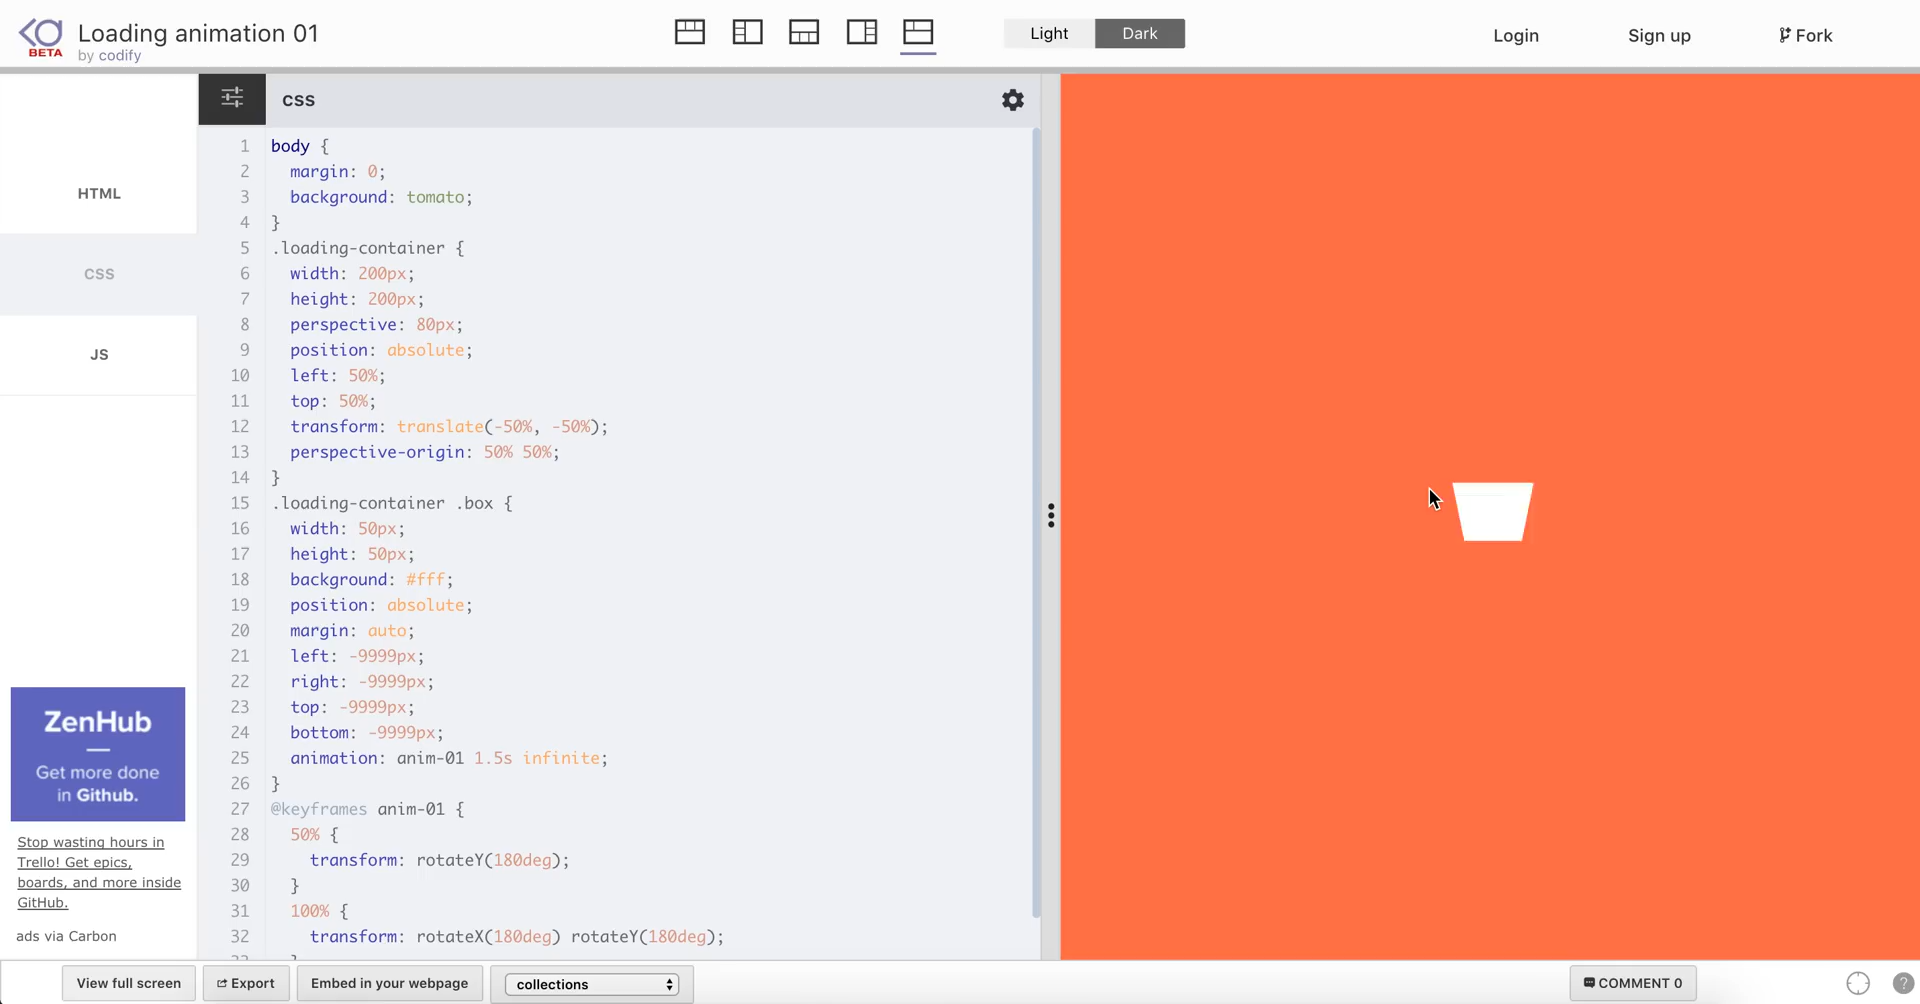 BETA
Loading animation 01
by codify
Light
Dark
Login
Sign up
Fork
HTML
CSS
JS
css
1 body {
2 margin: 0;
3 background: tomato;
4 }
5 .loading-container {
6 width: 200px;
7 height: 200px;
8 perspective: 80px;
9 position: absolute;
10 left: 50%;
11 top: 50%;
12 transform: translate(-50%, -50%);
13 perspective-origin: 50% 50%;
14 }
15 .loading-container .box {
16 width: 50px;
17 height: 50px;
18 background: #fff;
19 position: absolute;
20 margin: auto;
21 left: -9999px;
22 right: -9999px;
23 top: -9999px;
24 bottom: -9999px;
25 animation: anim-01 1.5s infinite;
26 }
27 @keyframes anim-01 {
28 50% {
29 transform: rotateY(180deg);
30 }
31 100% {
32 transform: rotateX(180deg) rotateY(180deg);
ZenHub
Get more done
in Github.
Stop wasting hours in
Trello! Get epics,
boards, and more inside
GitHub.
ads via Carbon
View full screen
Export
Embed in your webpage
collections
COMMENT 0
?